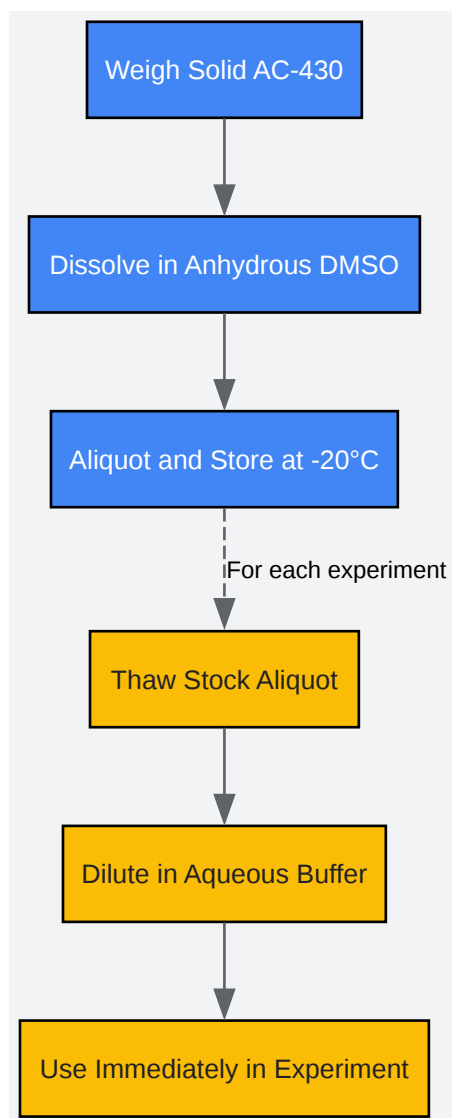 Weigh Solid AC-430
Dissolve in Anhydrous DMSO
Aliquot and Store at -20°C
For each experiment
Thaw Stock Aliquot
Dilute in Aqueous Buffer
Use Immediately in Experiment